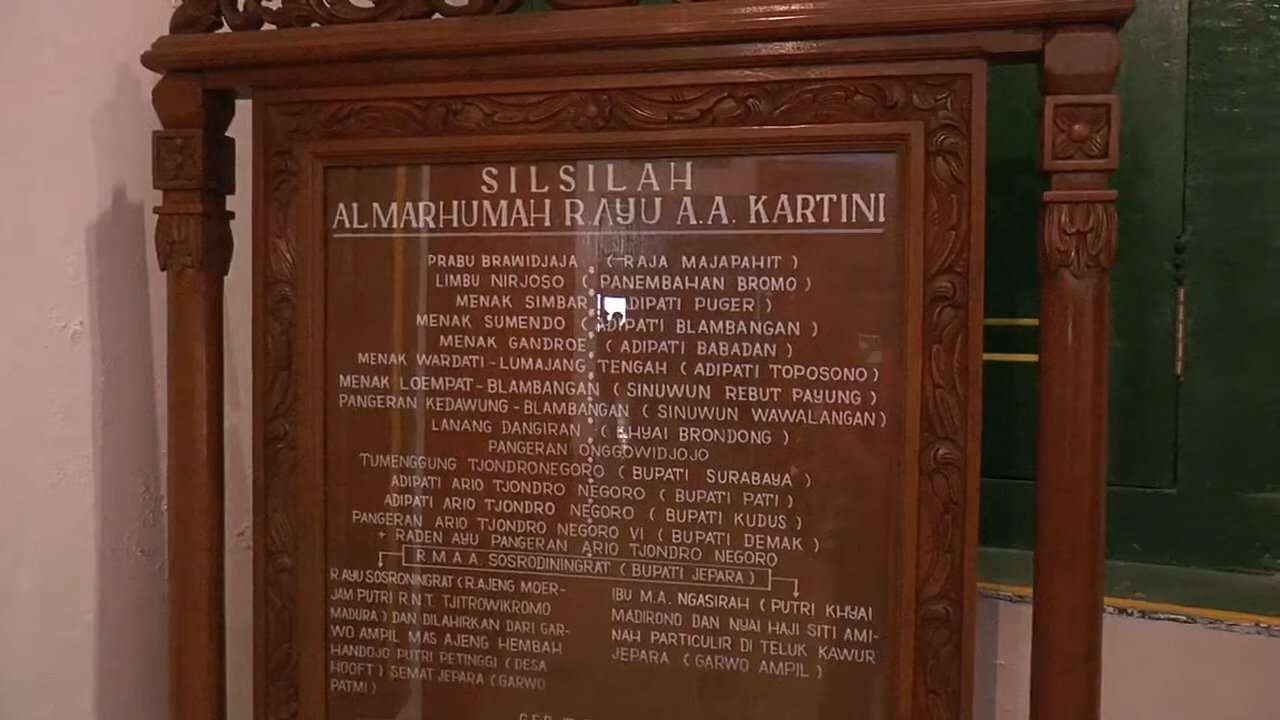 SILSILAH
ALMARHUMAH R.AYU A.A. KARTINI
PRABU BRAWIDJAJA ( RAJA MAJAPAHIT )
LIMBU NIRJOSO ( PANEMBAHAN BROMO )
MENAK SIMBAR ( ADIPATI PUGER )
MENAK SUMENDO ( ADIPATI BLAMBANGAN )
MENAK GANDROE ( ADIPATI BABADAN )
MENAK WARDATI - LUMAJANG TENGAH ( ADIPATI TOPOSONO )
MENAK LOEMPAT - BLAMBANGAN ( SINUWUN REBUT PAYUNG )
PANGERAN KEDAWUNG - BLAMBANGAN ( SINUWUN WAWALANGAN )
LANANG DANGIRAN ( KHYAI BRONDONG )
PANGERAN ONGGOWIDJOJO
TUMENGGUNG TJONDRONEGORO ( BUPATI SURABAYA )
ADIPATI ARIO TJONDRO NEGORO ( BUPATI PATI )
ADIPATI ARIO TJONDRO NEGORO ( BUPATI KUDUS )
PANGERAN ARIO TJONDRO NEGORO VI ( BUPATI DEMAK )
+ RADEN AYU PANGERAN ARIO TJONDRO NEGORO
R.M.A.A. SOSRODININGRAT ( BUPATI JEPARA )
R.AYU SOSRONINGRAT ( R.AJENG MOER-
JAM PUTRI R.N.T. TJITROWIKROMO
MADURA ) DAN DILAHIRKAN DARI GAR-
WO AMPIL MAS AJENG HEMBAH
HANDOJO PUTRI PETINGGI ( DESA
HOOFT ) SEMAT JEPARA ( GARWO
PATMI )
IBU M.A. NGASIRAH ( PUTRI KHYAI
MADIRONO DAN NYAI HAJI SITI AMI-
NAH PARTICULIR DI TELUK KAWUR
JEPARA ( GARWO AMPIL )